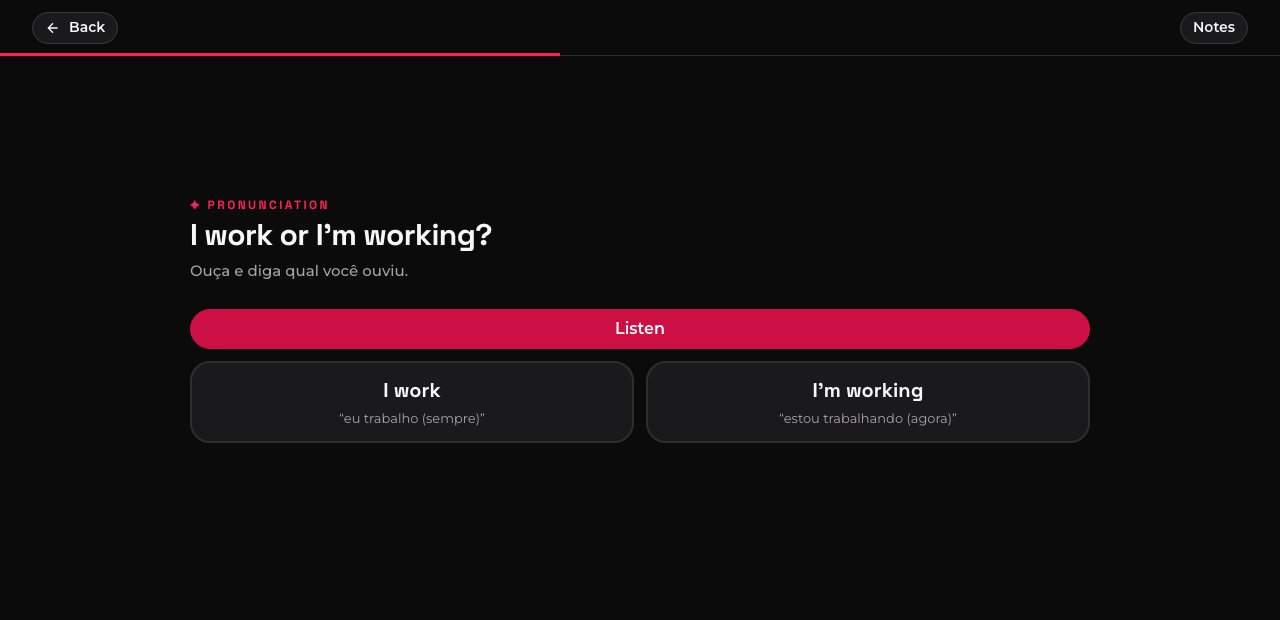 Back
Notes
PRONUNCIATION
I work or I’m working?
Ouça e diga qual você ouviu.
Listen
I work
“eu trabalho (sempre)”
I’m working
“estou trabalhando (agora)”